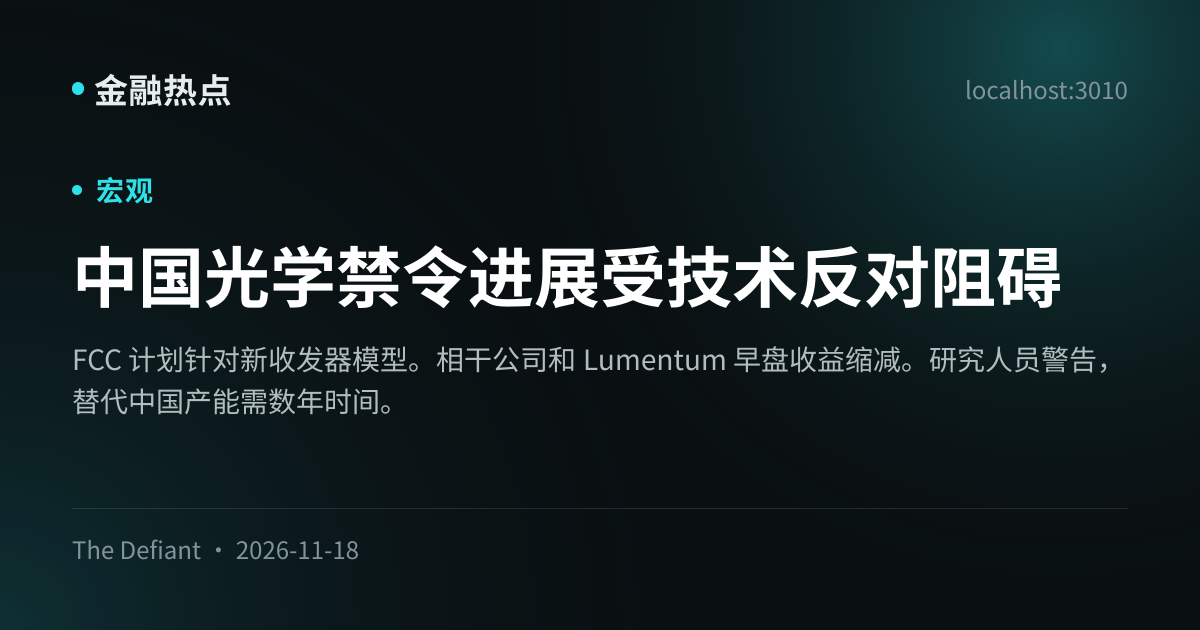 金融热点
localhost:3010
宏观
中国光学禁令进展受技术反对阻碍
FCC 计划针对新收发器模型。相干公司和 Lumentum 早盘收益缩减。研究人员警告，
替代中国产能需数年时间。
The Defiant • 2026-11-18